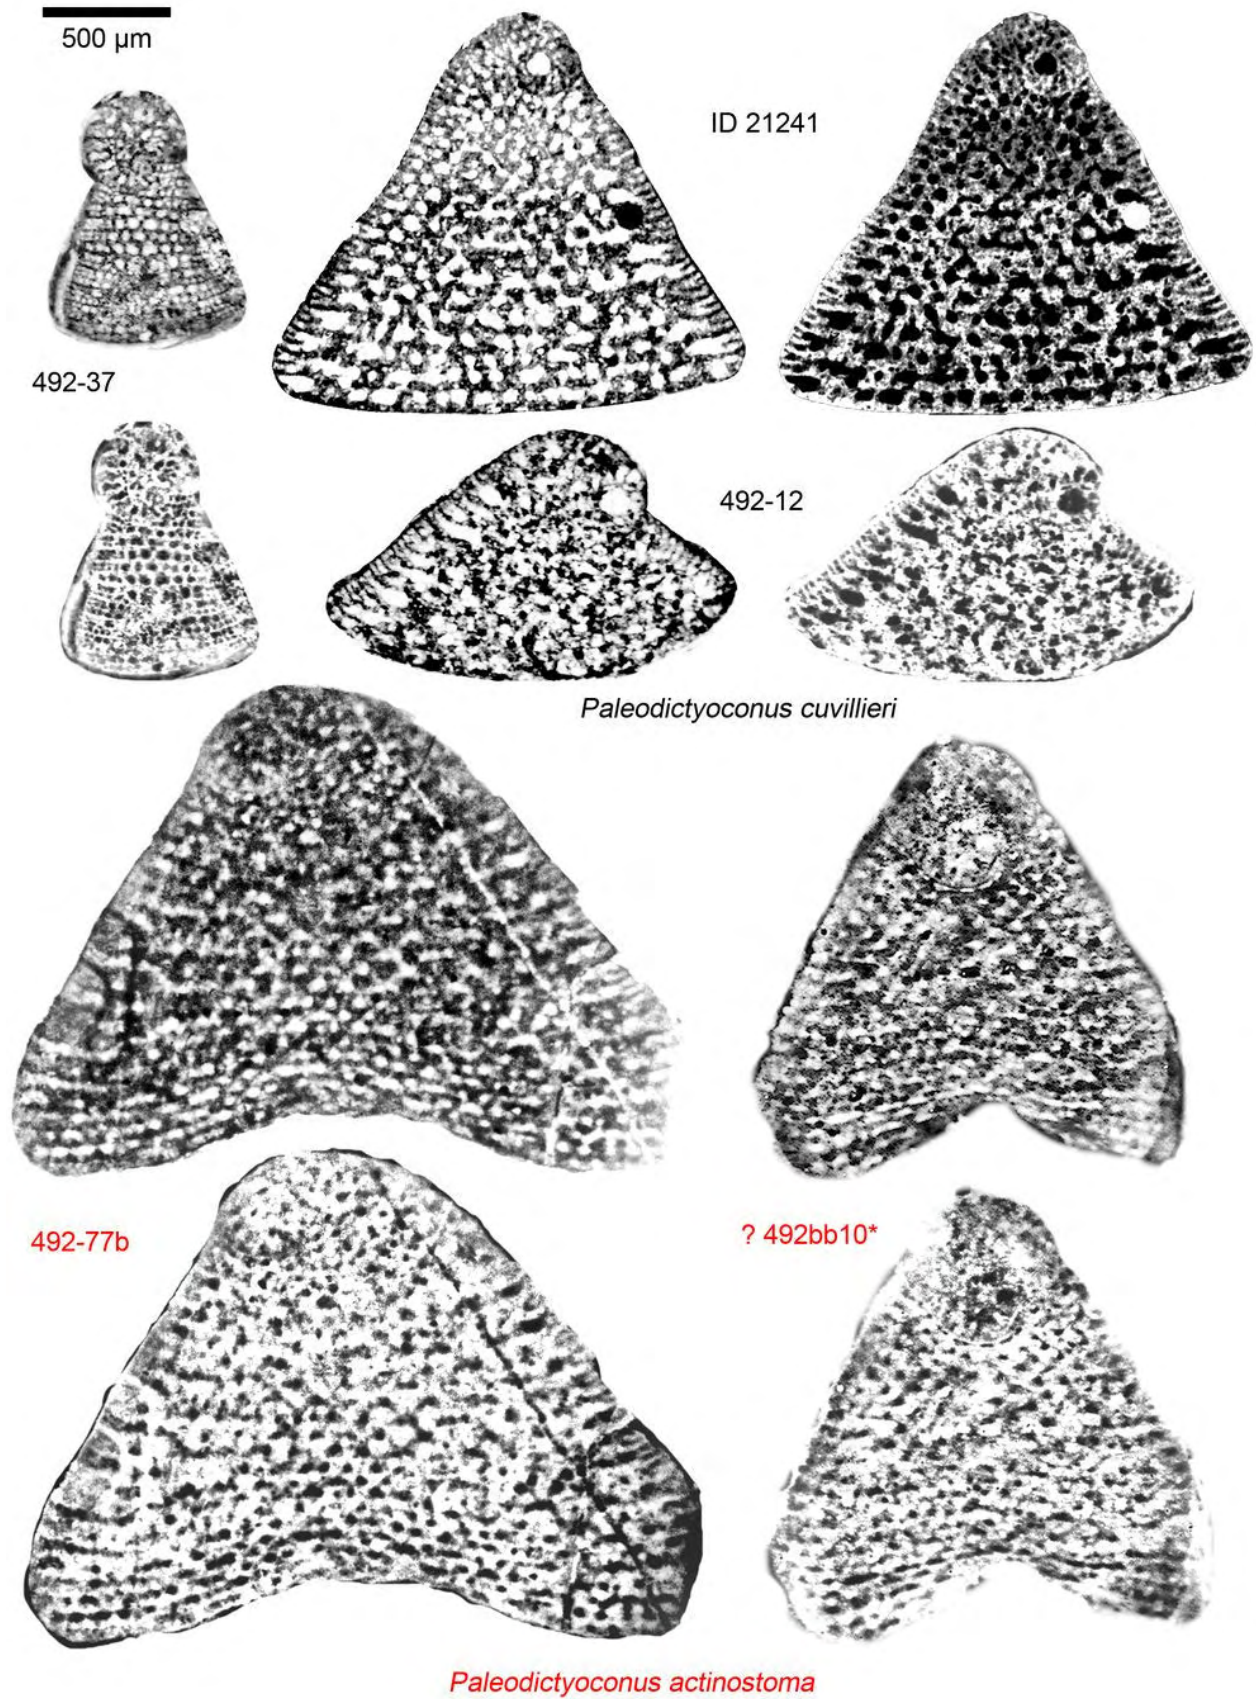 500 µm
ID 21241
492-37
492-12
Paleodictyoconus cuvillieri
492-77b
? 492bb10*
Paleodictyoconus actinostoma